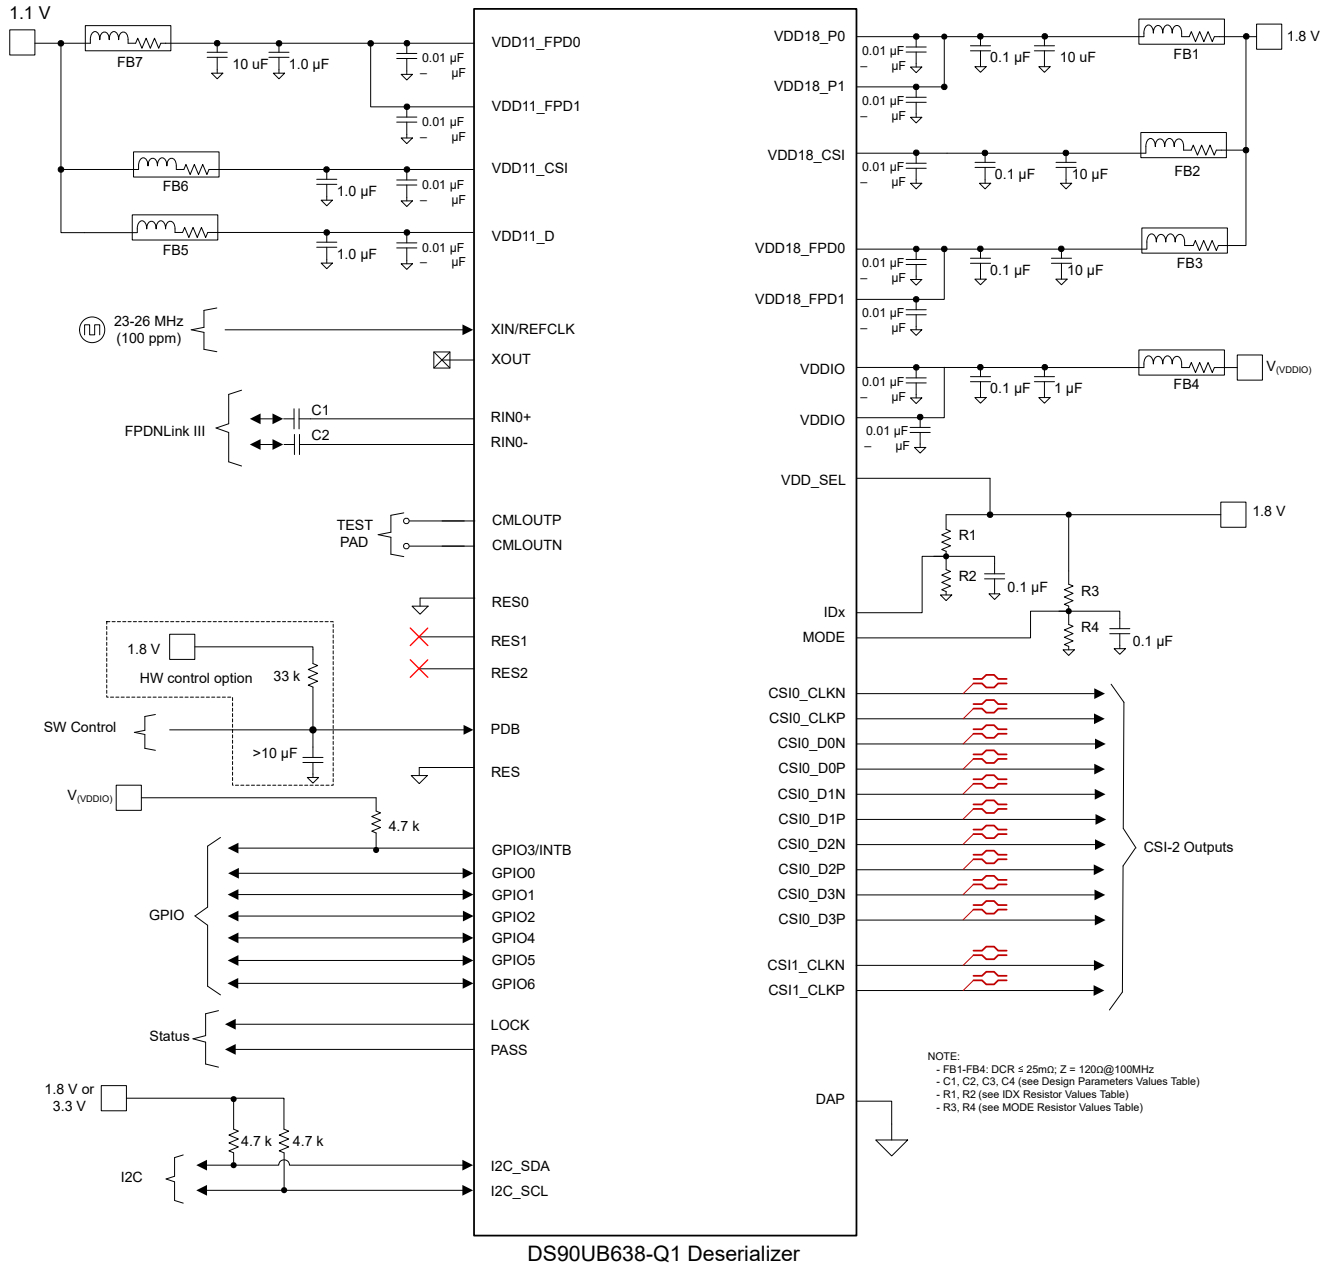 1.1 V
FB7
10 uF
1.0 µF
0.01 µF
–
µF
VDD11_FPD0
0.01 µF
–
µF
VDD11_FPD1
FB6
1.0 µF
0.01 µF
–
µF
VDD11_CSI
FB5
1.0 µF
0.01 µF
–
µF
VDD11_D
23-26 MHz
(100 ppm)
XIN/REFCLK
XOUT
FPDNLink III
C1
C2
RIN0+
RIN0-
TEST
PAD
CMLOUTP
CMLOUTN
RES0
RES1
RES2
1.8 V
HW control option
33 k
SW Control
>10 µF
PDB
RES
V(VDDIO)
4.7 k
GPIO
GPIO3/INTB
GPIO0
GPIO1
GPIO2
GPIO4
GPIO5
GPIO6
Status
LOCK
PASS
1.8 V or
3.3 V
4.7 k
4.7 k
I2C
I2C_SDA
I2C_SCL
VDD18_P0
0.01 µF
–
µF
0.1 µF
10 uF
FB1
1.8 V
VDD18_P1
0.01 µF
–
µF
VDD18_CSI
0.01 µF
–
µF
0.1 µF
10 µF
FB2
VDD18_FPD0
0.01 µF
–
µF
0.1 µF
10 µF
FB3
VDD18_FPD1
0.01 µF
–
µF
VDDIO
0.01 µF
–
µF
0.1 µF
1 µF
FB4
V(VDDIO)
VDDIO
0.01 µF
–
µF
VDD_SEL
1.8 V
R1
R2
0.1 µF
R3
R4
0.1 µF
IDx
MODE
CSI0_CLKN
CSI0_CLKP
CSI0_D0N
CSI0_D0P
CSI0_D1N
CSI0_D1P
CSI0_D2N
CSI0_D2P
CSI0_D3N
CSI0_D3P
CSI1_CLKN
CSI1_CLKP
CSI-2 Outputs
DAP
NOTE:
- FB1-FB4: DCR ≤ 25mΩ; Z = 120Ω@100MHz
- C1, C2, C3, C4 (see Design Parameters Values Table)
- R1, R2 (see IDX Resistor Values Table)
- R3, R4 (see MODE Resistor Values Table)
DS90UB638-Q1 Deserializer